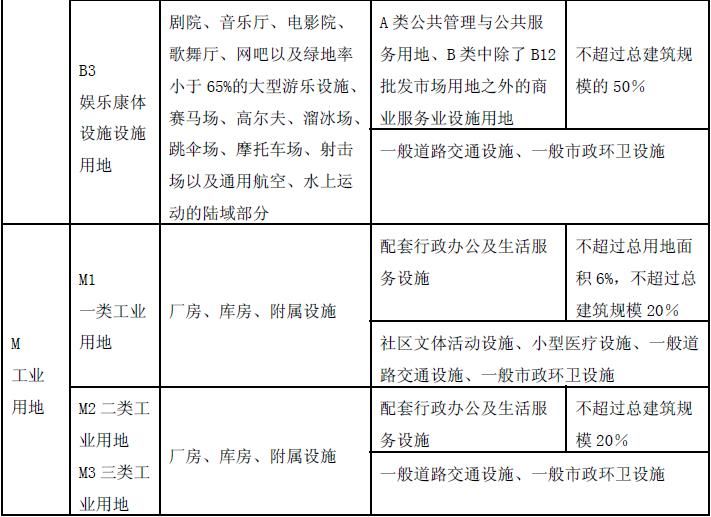 B3
娱乐康体
设施设施
用地
剧院、音乐厅、电影院、
歌舞厅、网吧以及绿地率
小于 65%的大型游乐设施、
赛马场、高尔夫、溜冰场、
跳伞场、摩托车场、射击
场以及通用航空、水上运
动的陆域部分
A 类公共管理与公共服
务用地、B 类中除了 B12
批发市场用地之外的商
业服务业设施用地
不超过总建筑规
模的 50%
一般道路交通设施、一般市政环卫设施
M
工业
用地
M1
一类工业
用地
厂房、库房、附属设施
配套行政办公及生活服
务设施
不超过总用地面
积 6%，不超过总
建筑规模 20%
社区文体活动设施、小型医疗设施、一般道
路交通设施、一般市政环卫设施
M2 二类工
业用地
M3 三类工
业用地
厂房、库房、附属设施
配套行政办公及生活服
务设施
不超过总建筑规
模 20%
一般道路交通设施、一般市政环卫设施